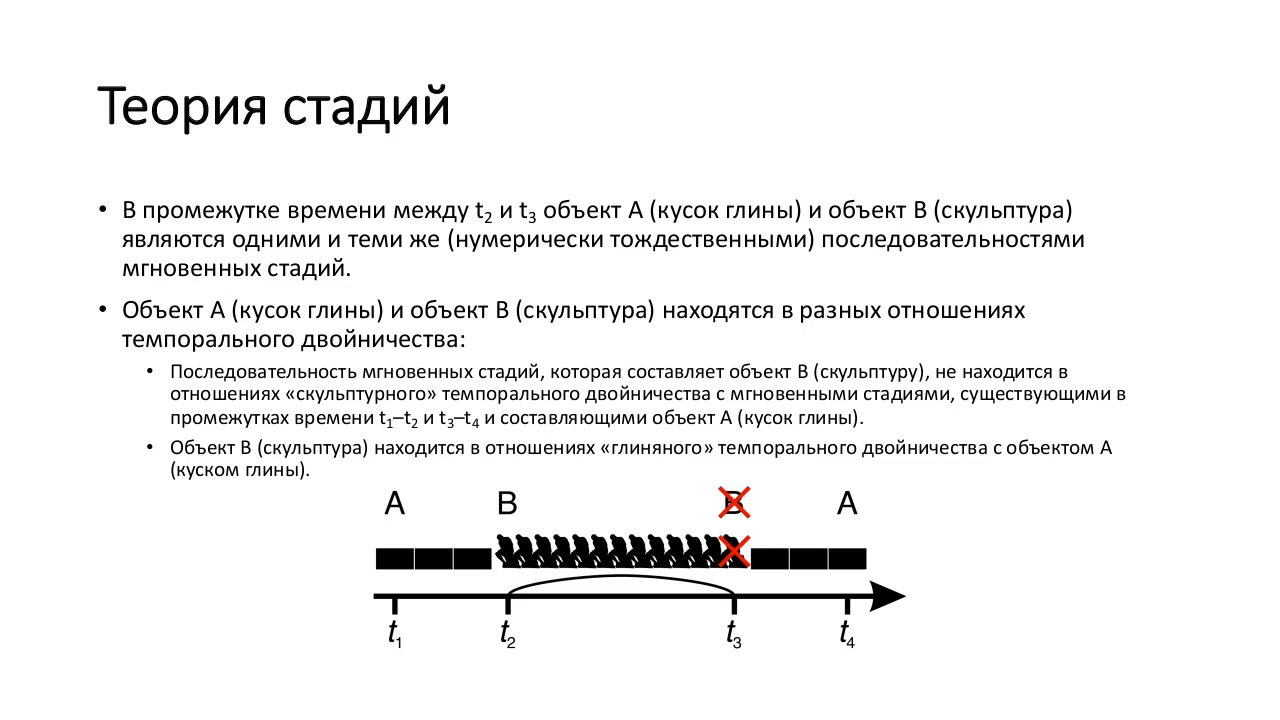 Теория стадий
• В промежутке времени между t₂ и t₃ объект A (кусок глины) и объект B (скульптура)
являются одними и теми же (нумерически тождественными) последовательностями
мгновенных стадий.
• Объект A (кусок глины) и объект B (скульптура) находятся в разных отношениях
темпорального двойничества:
• Последовательность мгновенных стадий, которая составляет объект B (скульптуру), не находится в
отношениях «скульптурного» темпорального двойничества с мгновенными стадиями, существующими в
промежутках времени t₁–t₂ и t₃–t₄ и составляющими объект A (кусок глины).
• Объект B (скульптура) находится в отношениях «глиняного» темпорального двойничества с объектом A
(куском глины).
A B B A
t₁ t₂ t₃ t₄